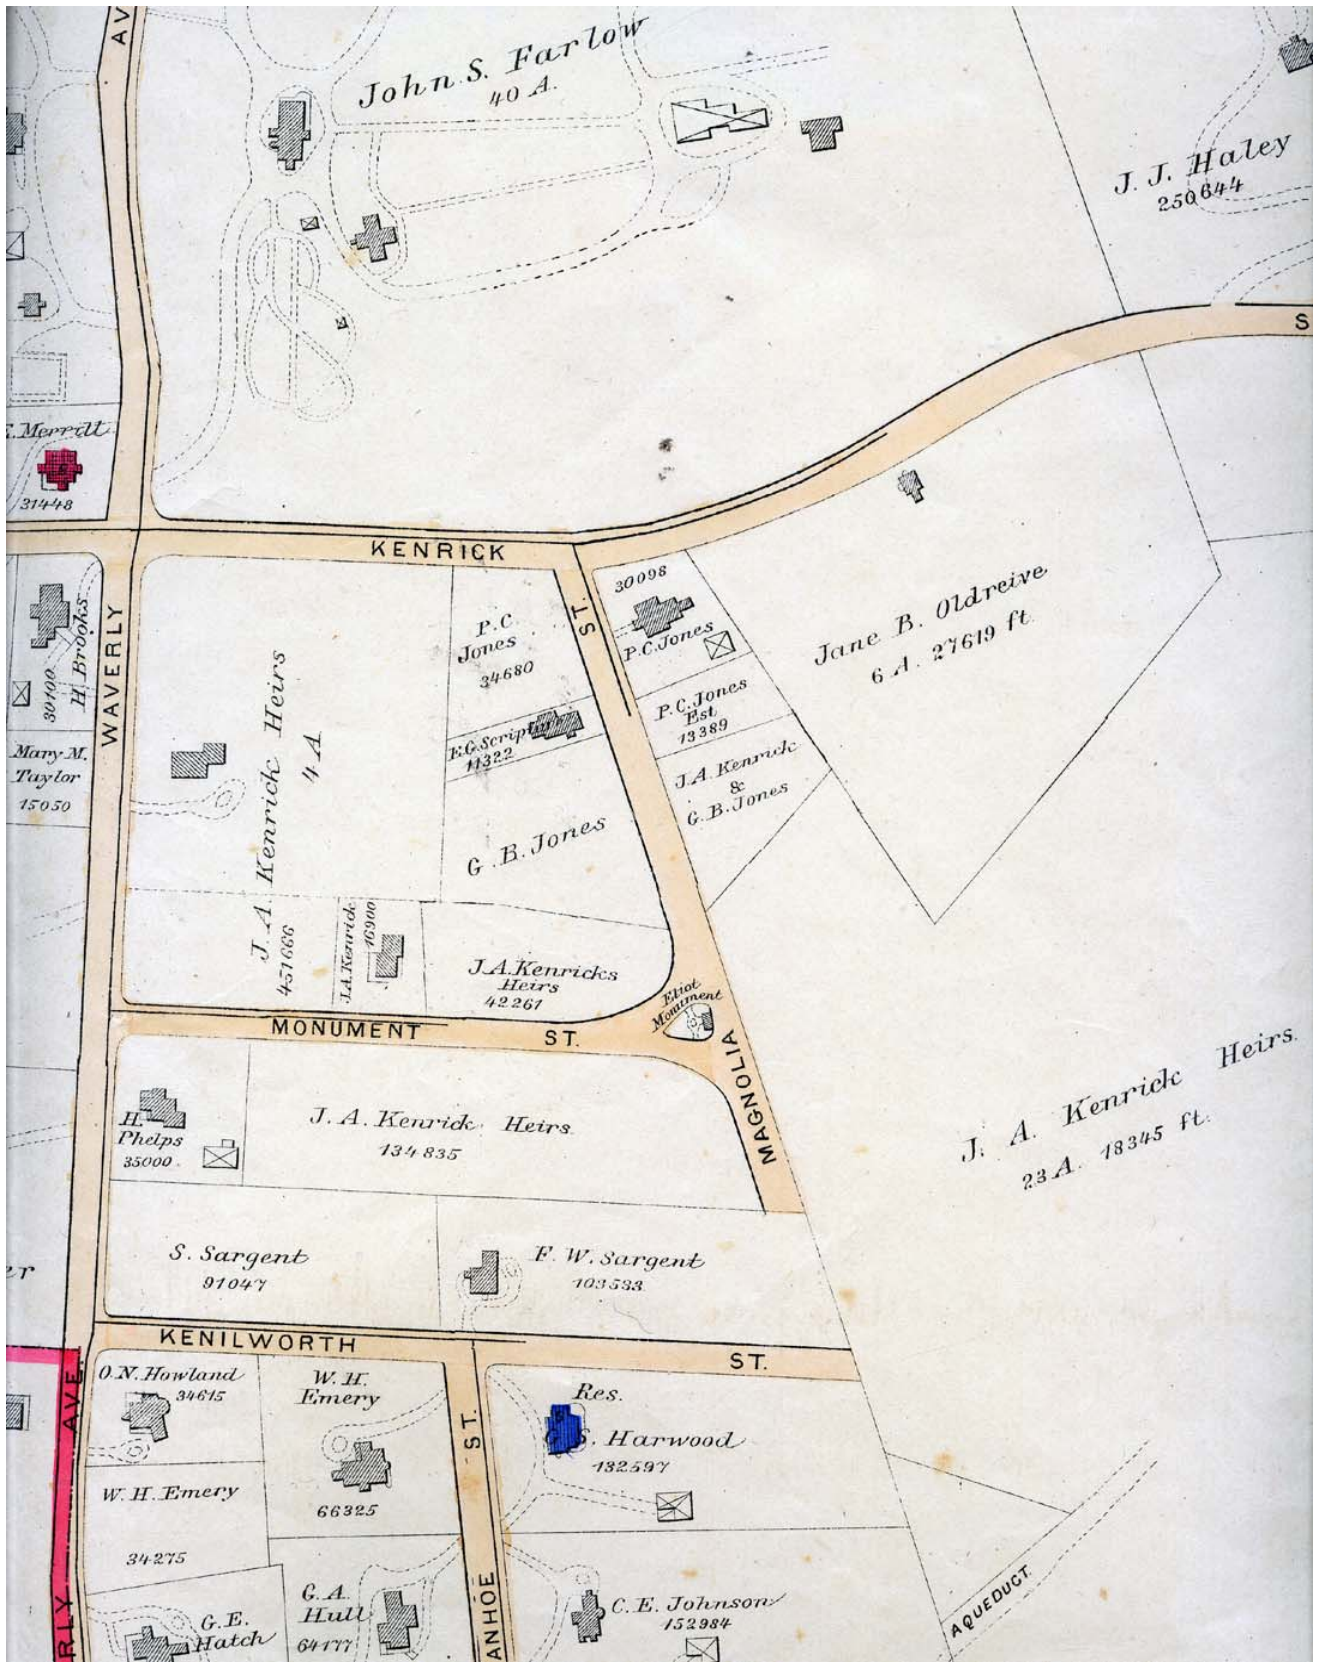 AV
John S. Farlow
40 A.
J. J. Haley
250644
S
E. Merrill
31448
KENRICK
ST.
WAVERLY
H. Brooks
30100
Mary M.
Taylor
15050
J. A. Kenrick Heirs
4 A
451666
P. C.
Jones
34680
30098
P.C. Jones
P.C. Jones
Est
13389
E.G. Script
11322
J.A. Kenrick
&
G. B. Jones
G. B. Jones
Jane B. Oldreive
6 A. 27619 ft.
J.A. Kenrick
16900
J.A. Kenricks
Heirs
42261
Eliot
Monument
MONUMENT ST.
MAGNOLIA
J. A. Kenrick Heirs.
23 A. 18345 ft.
H.
Phelps
35000
J. A. Kenrick Heirs
134835
S. Sargent
91047
F. W. Sargent
103533
er
KENILWORTH ST.
O.N. Howland
34615
W. H.
Emery
66325
Res.
G. S. Harwood
132597
W. H. Emery
34275
AVE.
RLY
ST.
ANHOE
G. E.
Hatch
G. A.
Hull
64177
C. E. Johnson
152984
AQUEDUCT